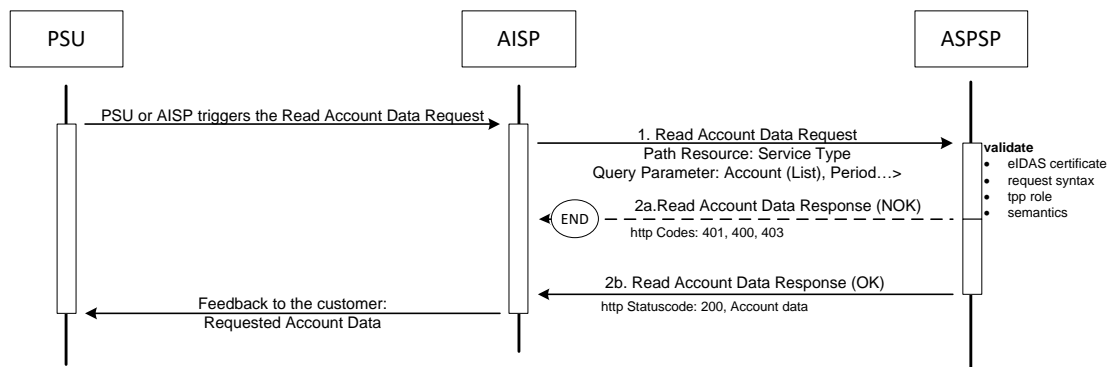 PSU
AISP
ASPSP
PSU or AISP triggers the Read Account Data Request
1. Read Account Data Request
Path Resource: Service Type
Query Parameter: Account (List), Period…>
validate
• eIDAS certificate
• request syntax
• tpp role
• semantics
2a.Read Account Data Response (NOK)
END
http Codes: 401, 400, 403
2b. Read Account Data Response (OK)
http Statuscode: 200, Account data
Feedback to the customer:
Requested Account Data